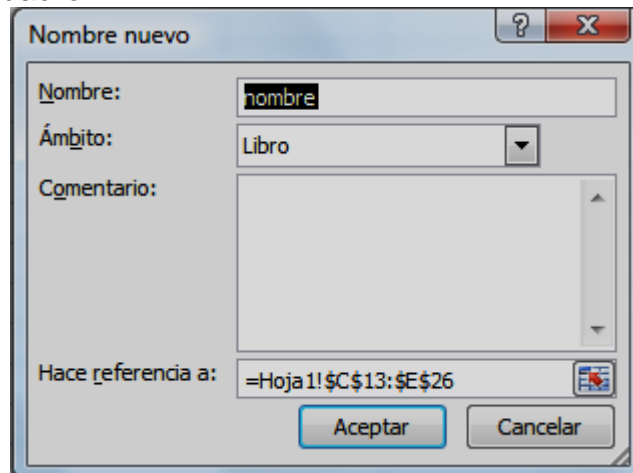 Nombre nuevo
Nombre: nombre
Ámbito: Libro
Comentario:
Hace referencia a: =Hoja1!$C$13:$E$26
Aceptar Cancelar